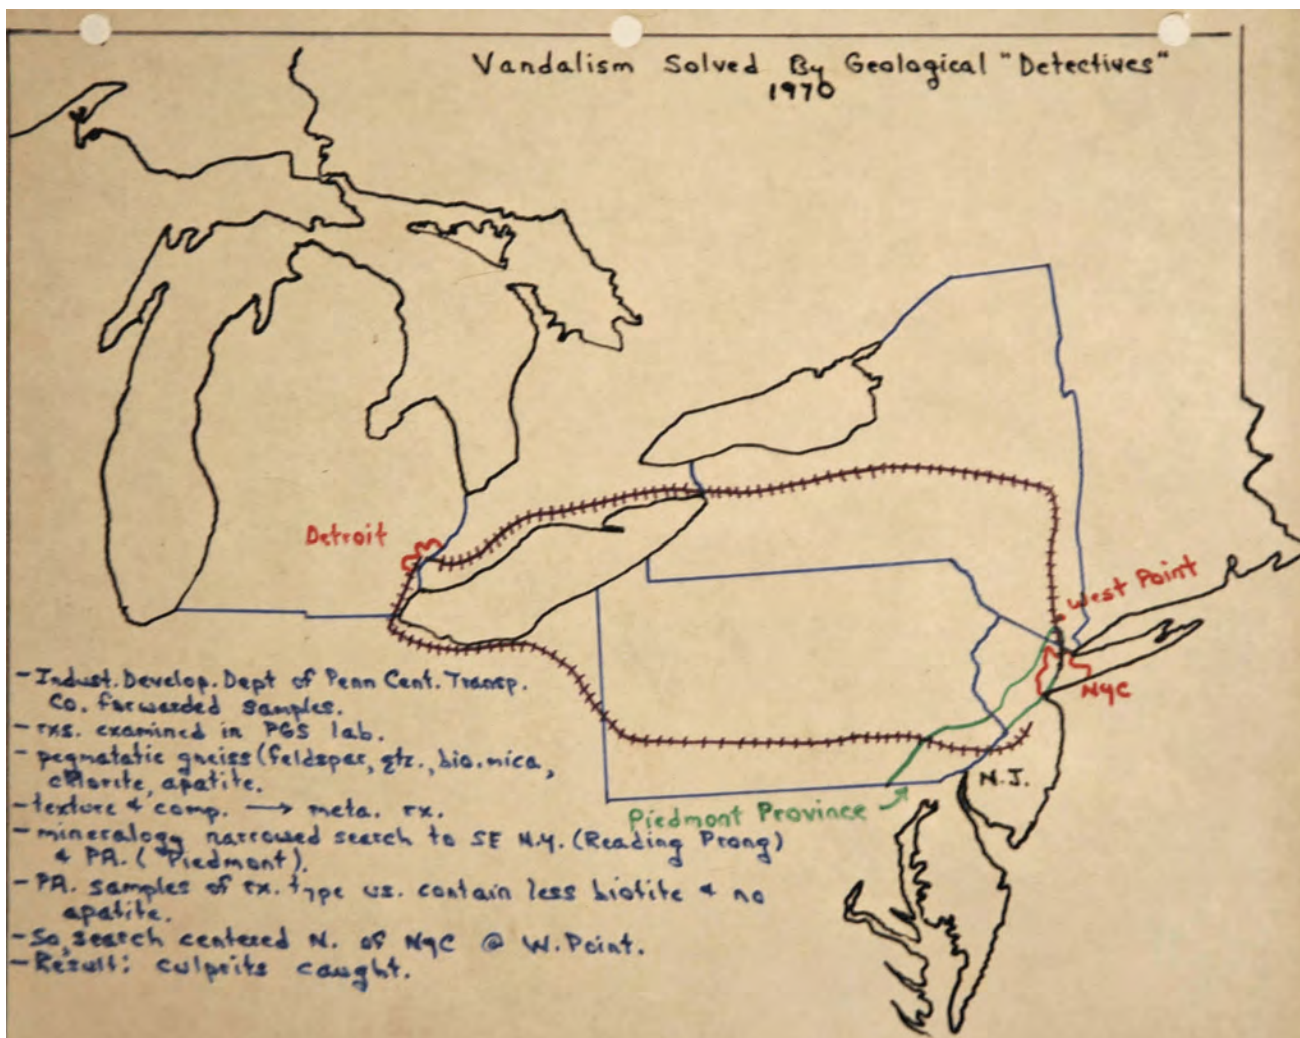 Vandalism Solved By Geological "Detectives"
1970
Detroit
West Point
NYC
N.J.
Piedmont Province
- Indust. Develop. Dept of Penn Cent. Transp.
Co. forwarded samples.
- rxs. examined in PGS lab.
- pegmatatic gneiss (feldspar, qtz., bio. mica,
chlorite, apatite.
- texture & comp. → meta. rx.
- mineralogy narrowed search to SE N.Y. (Reading Prong)
& PA. ( Piedmont).
- PA. samples of rx. type us. contain less biotite & no
apatite.
- So, search centered N. of NYC @ W. Point.
- Result: culprits caught.